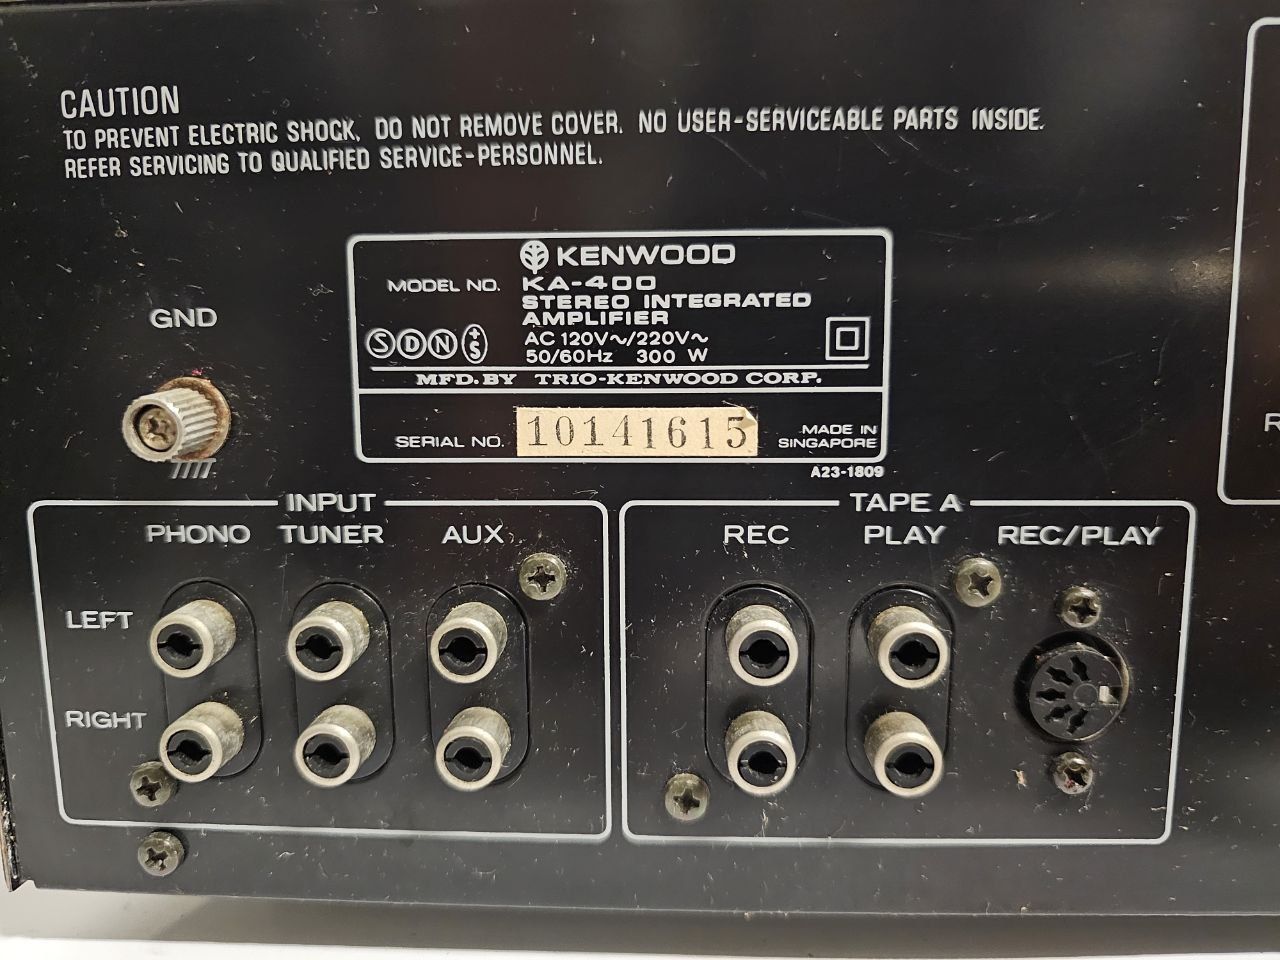 CAUTION
TO PREVENT ELECTRIC SHOCK, DO NOT REMOVE COVER. NO USER-SERVICEABLE PARTS INSIDE.
REFER SERVICING TO QUALIFIED SERVICE-PERSONNEL.
KENWOOD
MODEL NO. KA-400
STEREO INTEGRATED
AMPLIFIER
S D N +S
AC 120V~/220V~
50/60Hz 300 W
MFD. BY TRIO-KENWOOD CORP.
SERIAL NO. 10141615
MADE IN
SINGAPORE
A23-1809
GND
INPUT
PHONO TUNER AUX
LEFT
RIGHT
TAPE A
REC PLAY REC/PLAY
R